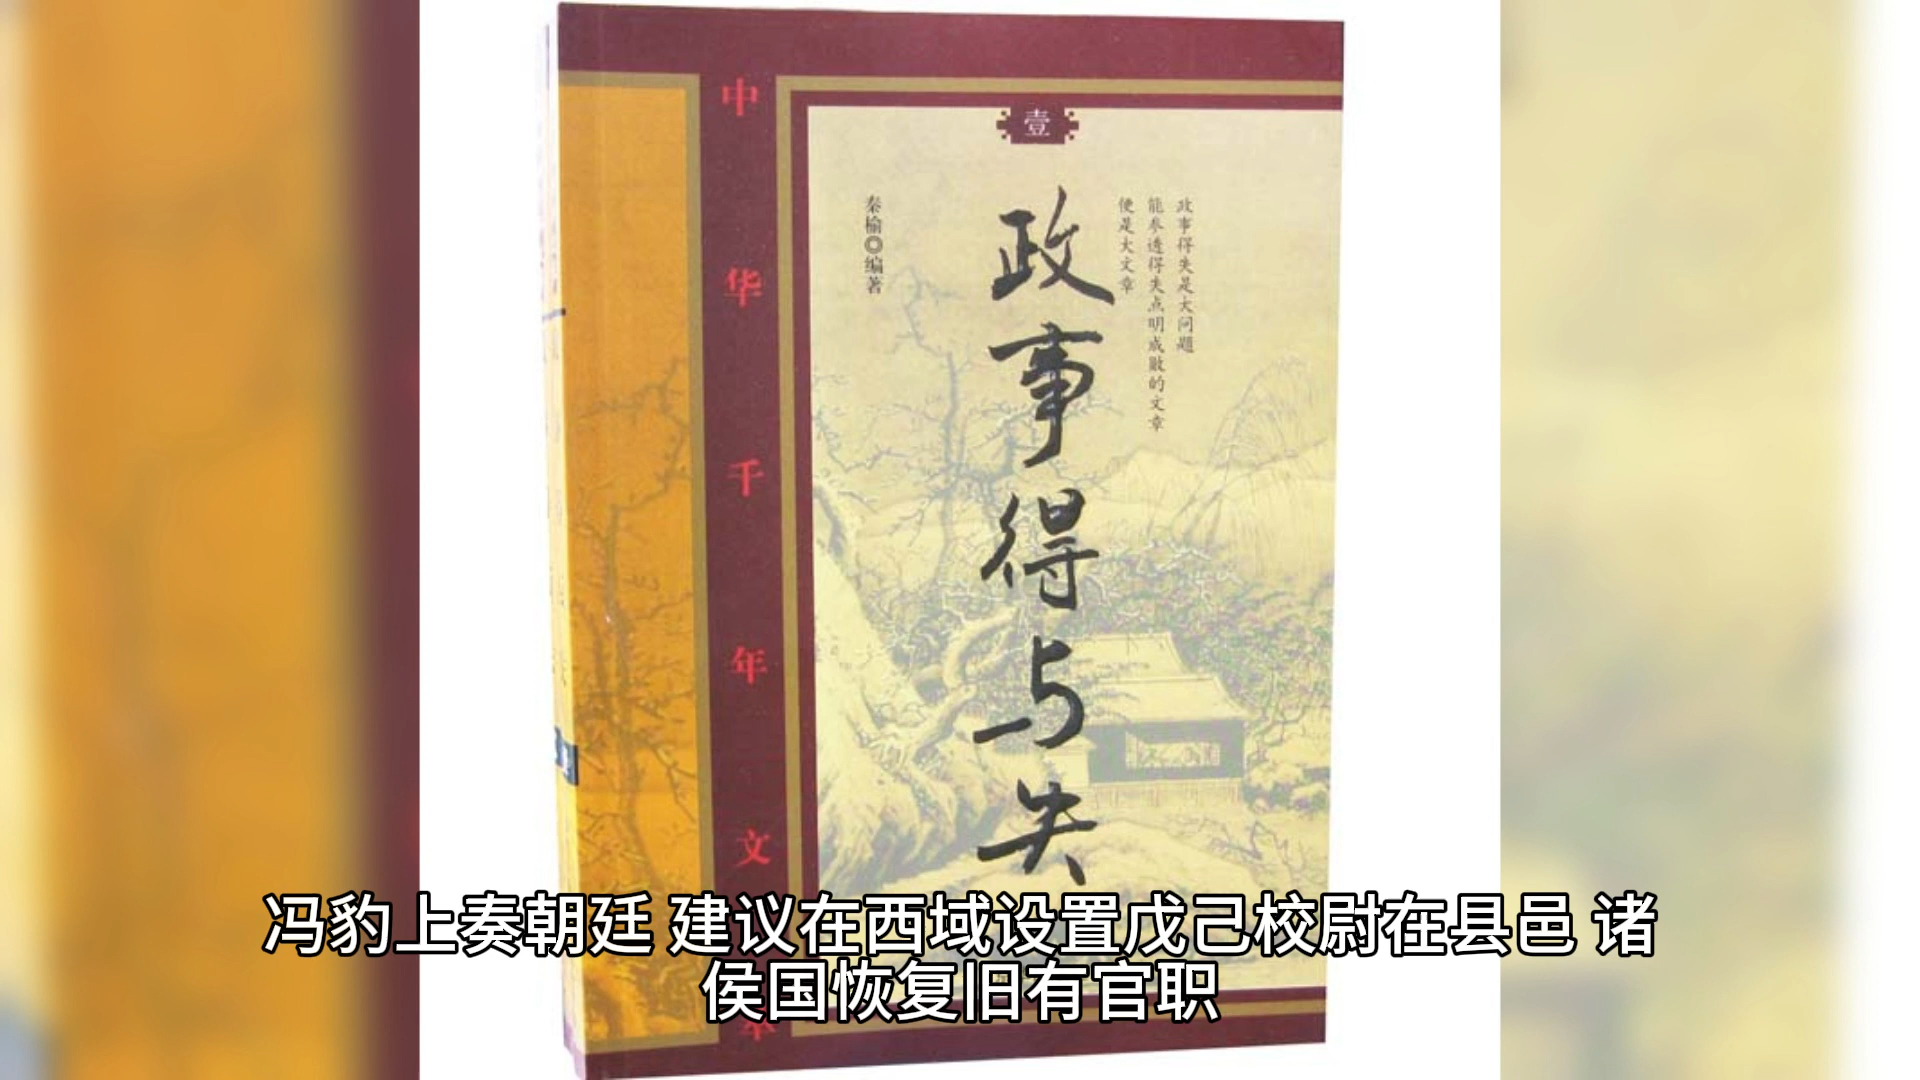 中华千年文
壹
政事得失是大问题
能参透得失点明成败的文章
便是大文章
政事得与失
秦榆◎编著
冯豹上奏朝廷 建议在西域设置戊己校尉在县邑 诸
侯国恢复旧有官职